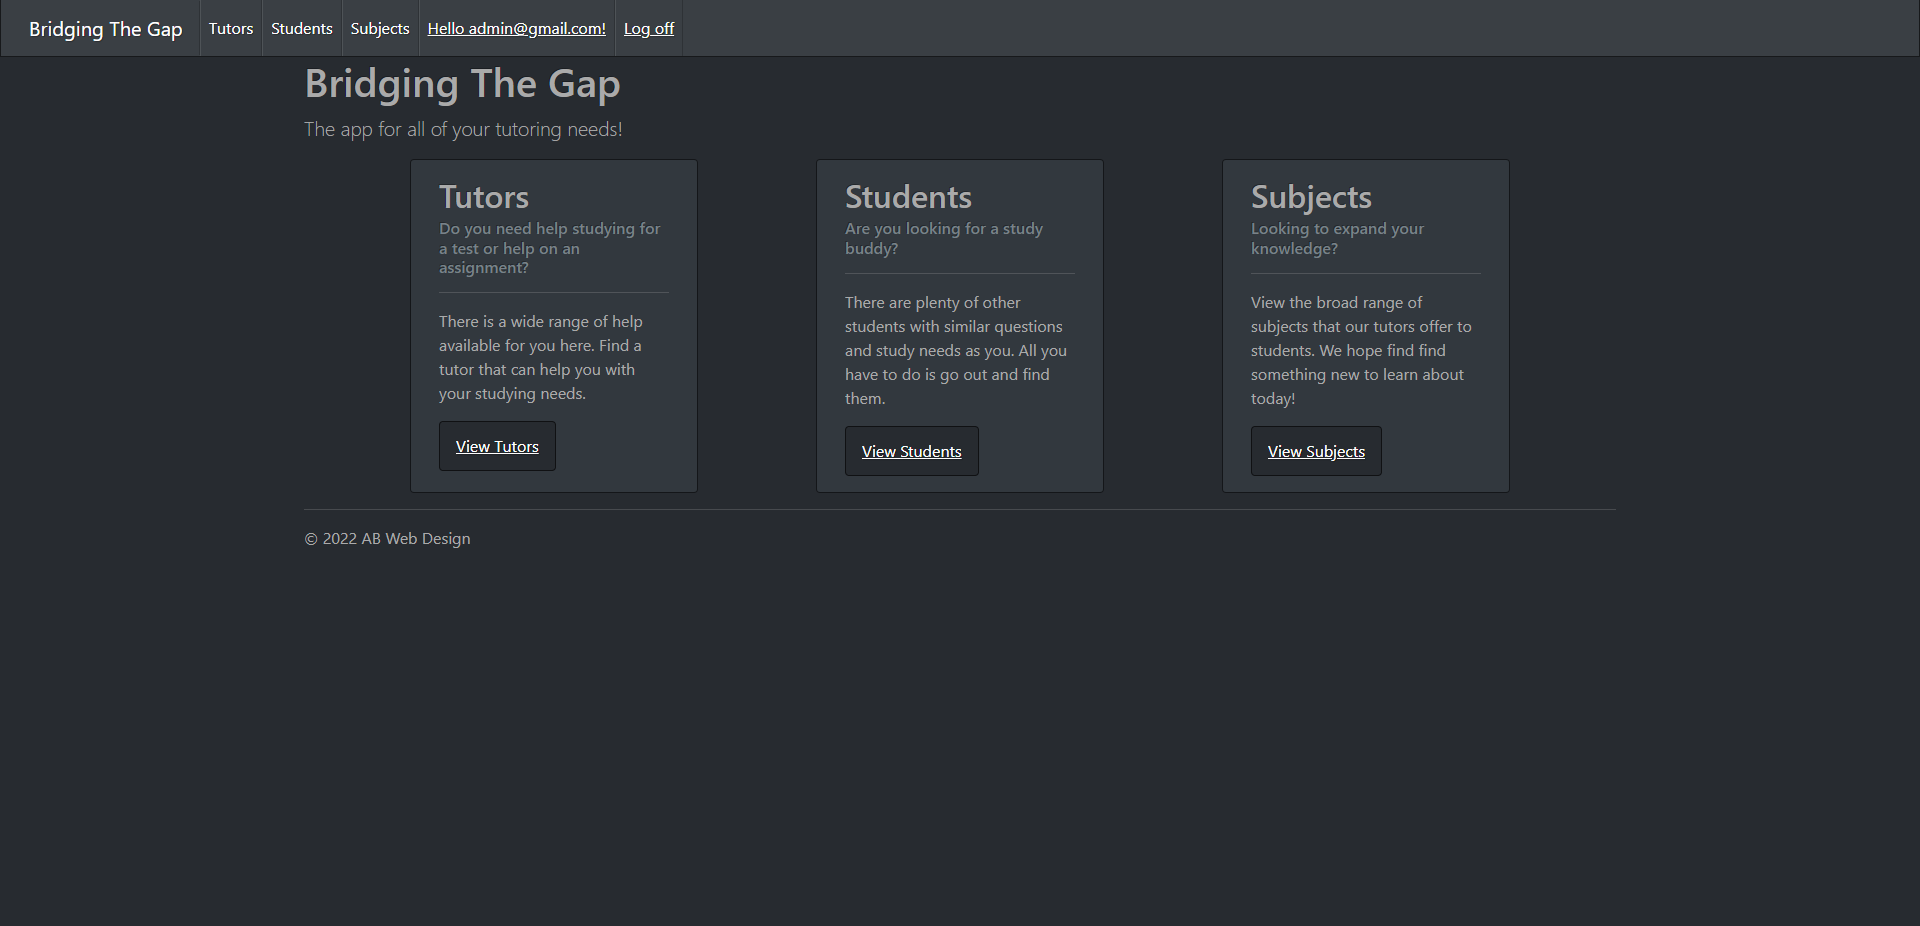 Bridging The Gap Tutors Students Subjects Hello admin@gmail.com! Log off
Bridging The Gap
The app for all of your tutoring needs!
Tutors
Do you need help studying for
a test or help on an
assignment?
There is a wide range of help
available for you here. Find a
tutor that can help you with
your studying needs.
View Tutors
Students
Are you looking for a study
buddy?
There are plenty of other
students with similar questions
and study needs as you. All you
have to do is go out and find
them.
View Students
Subjects
Looking to expand your
knowledge?
View the broad range of
subjects that our tutors offer to
students. We hope find find
something new to learn about
today!
View Subjects
© 2022 AB Web Design